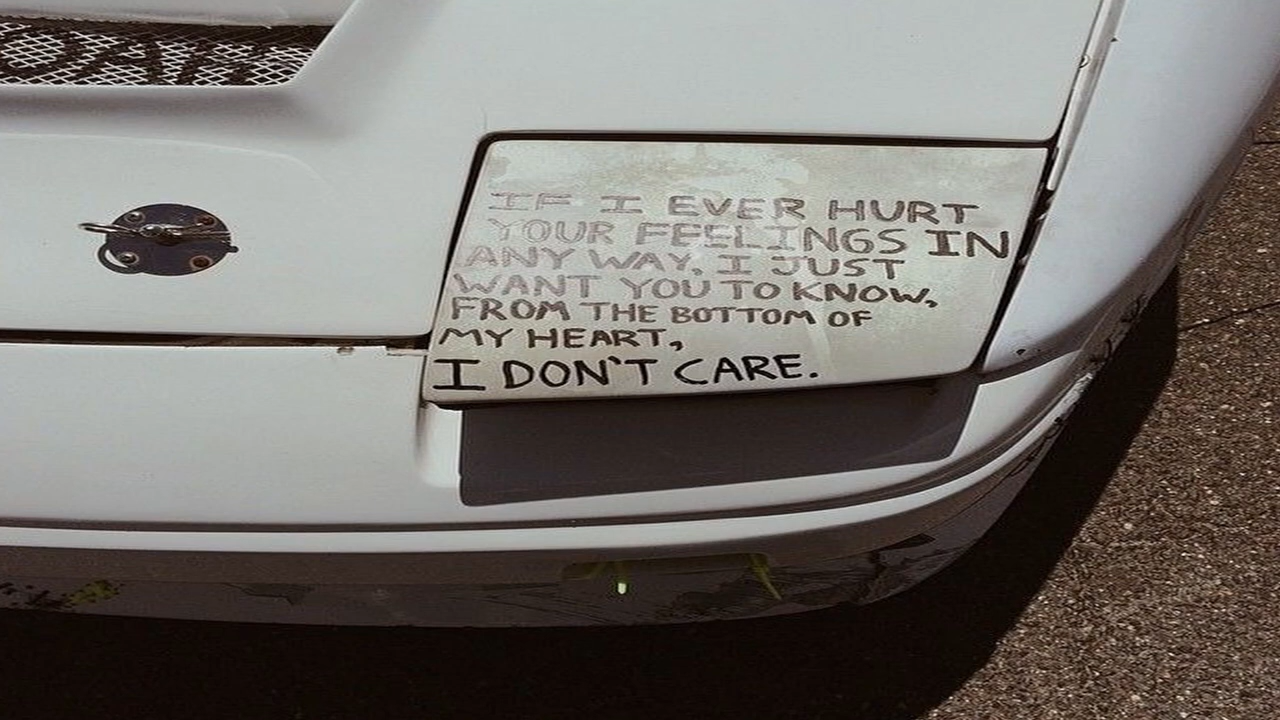 IF I EVER HURT
YOUR FEELINGS IN
ANY WAY, I JUST
WANT YOU TO KNOW,
FROM THE BOTTOM OF
MY HEART,
I DON'T CARE.